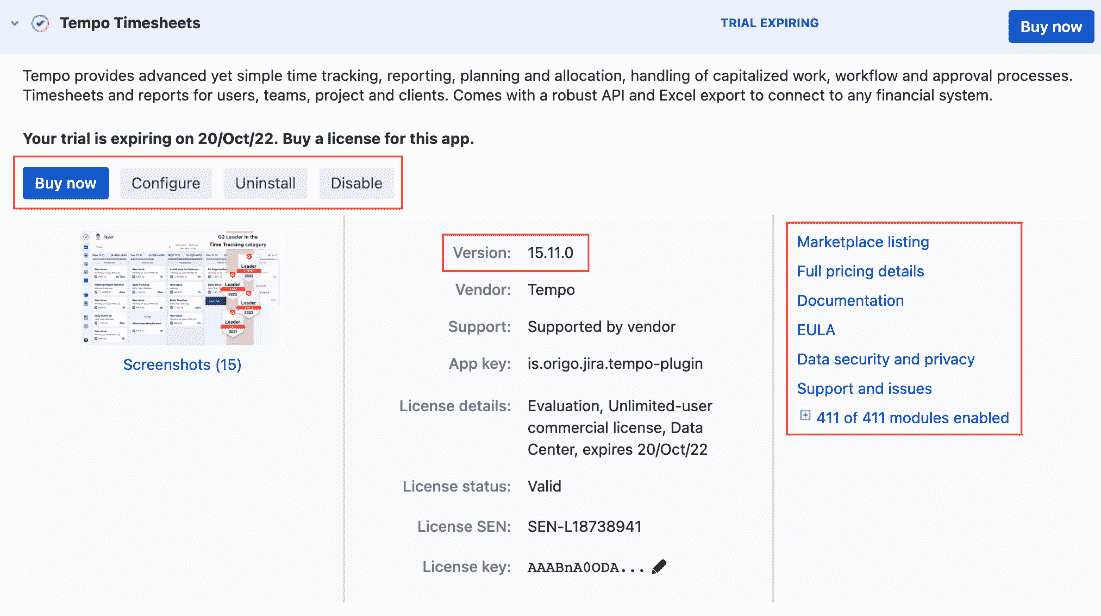 Tempo Timesheets
TRIAL EXPIRING
Buy now
Tempo provides advanced yet simple time tracking, reporting, planning and allocation, handling of capitalized work, workflow and approval processes.
Timesheets and reports for users, teams, project and clients. Comes with a robust API and Excel export to connect to any financial system.
Your trial is expiring on 20/Oct/22. Buy a license for this app.
Buy now
Configure
Uninstall
Disable
G2 Leader in the
Time Tracking category
Leader
Leader
Leader
Leader
Screenshots (15)
Version: 15.11.0
Vendor: Tempo
Support: Supported by vendor
App key: is.origo.jira.tempo-plugin
License details: Evaluation, Unlimited-user
commercial license, Data
Center, expires 20/Oct/22
License status: Valid
License SEN: SEN-L18738941
License key: AAABnA0ODA...
Marketplace listing
Full pricing details
Documentation
EULA
Data security and privacy
Support and issues
411 of 411 modules enabled